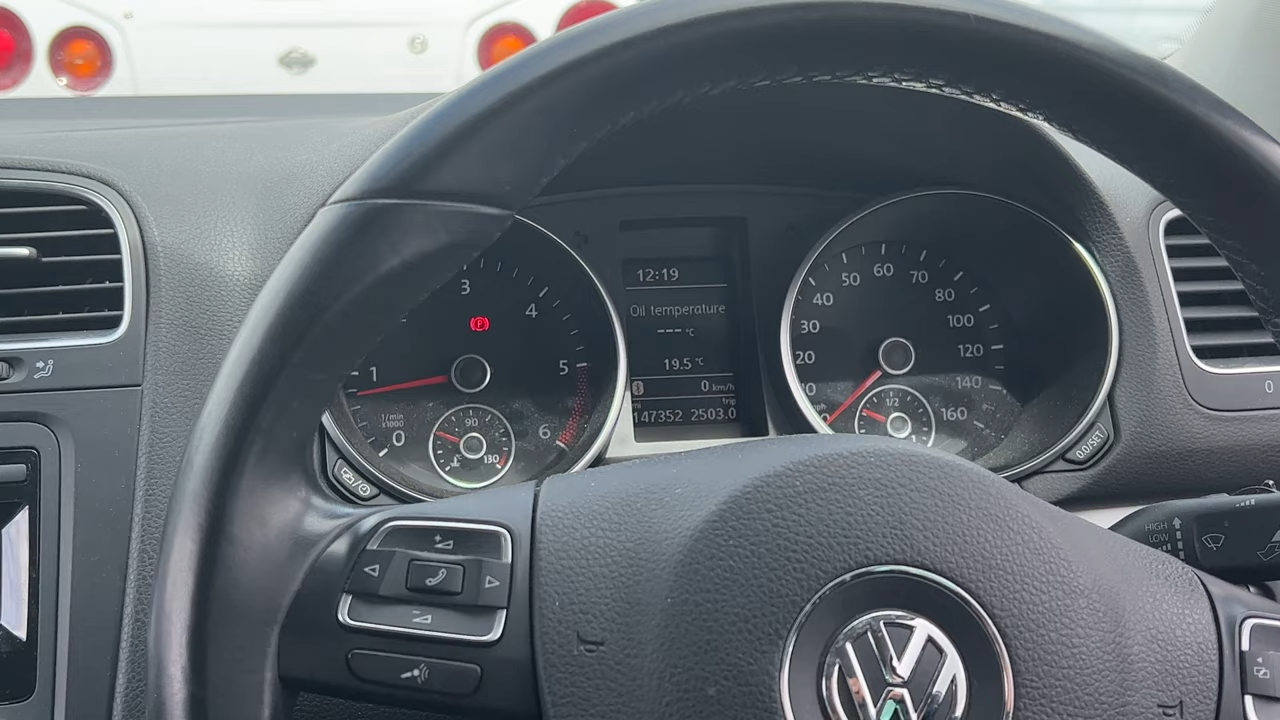 12:19
Oil temperature
--- °C
19.5 °C
0 km/h
mi trip
147352 2503.0
1 3 4 5 6
1/min
x1000
0
90
130
20 30 40 50 60 70 80 100 120 140 160
1/2
0.0/SET
HIGH
LOW
0